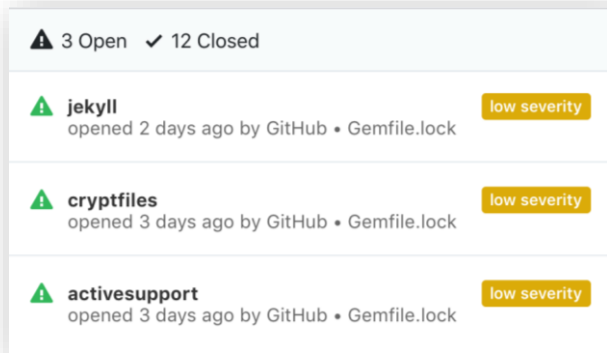 3 Open ✓ 12 Closed
jekyll low severity
opened 2 days ago by GitHub • Gemfile.lock
cryptfiles low severity
opened 3 days ago by GitHub • Gemfile.lock
activesupport low severity
opened 3 days ago by GitHub • Gemfile.lock